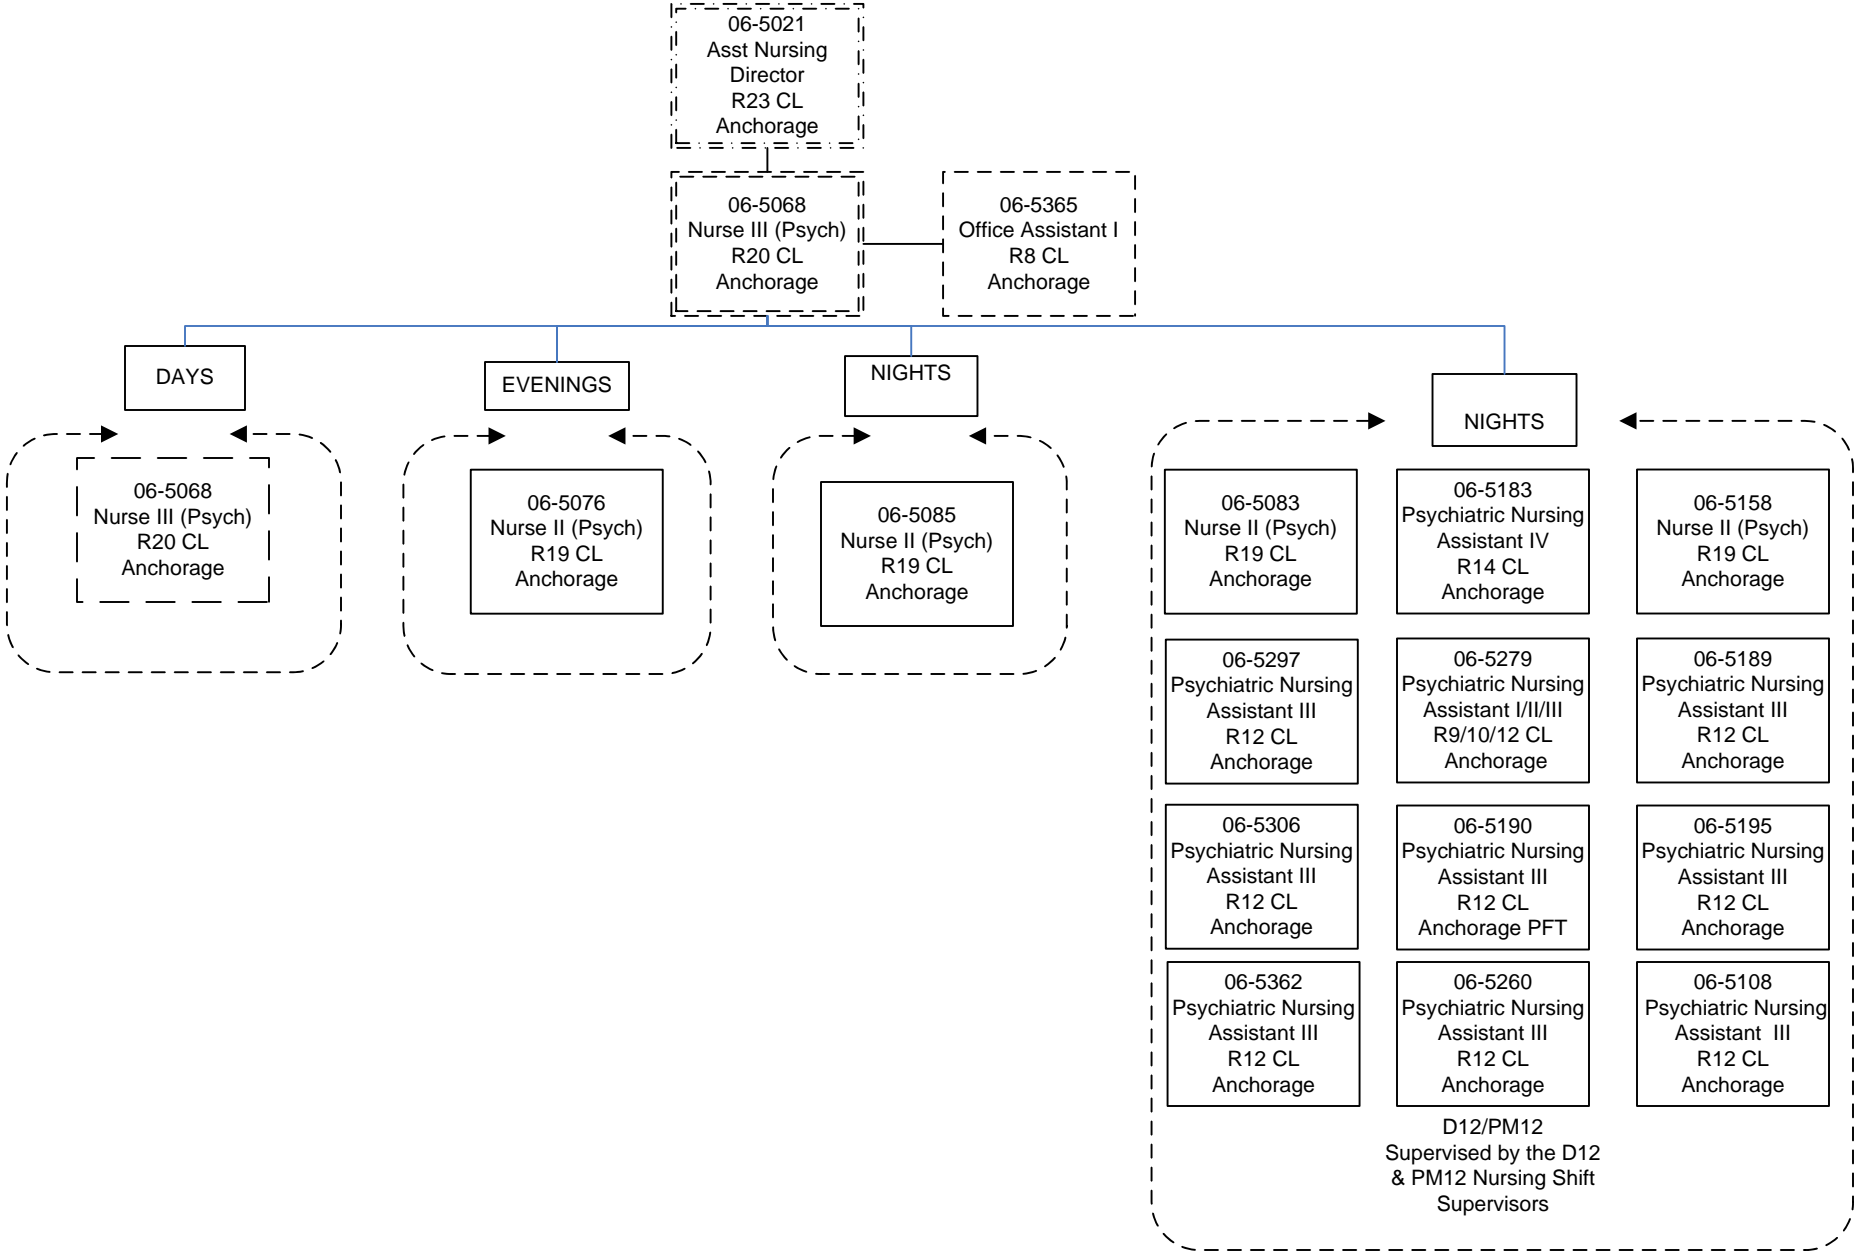 06-5021
Asst Nursing
Director
R23 CL
Anchorage
06-5068
Nurse III (Psych)
R20 CL
Anchorage
06-5365
Office Assistant I
R8 CL
Anchorage
DAYS
06-5068
Nurse III (Psych)
R20 CL
Anchorage
EVENINGS
06-5076
Nurse II (Psych)
R19 CL
Anchorage
NIGHTS
06-5085
Nurse II (Psych)
R19 CL
Anchorage
NIGHTS
06-5083
Nurse II (Psych)
R19 CL
Anchorage
06-5183
Psychiatric Nursing
Assistant IV
R14 CL
Anchorage
06-5158
Nurse II (Psych)
R19 CL
Anchorage
06-5297
Psychiatric Nursing
Assistant III
R12 CL
Anchorage
06-5279
Psychiatric Nursing
Assistant I/II/III
R9/10/12 CL
Anchorage
06-5189
Psychiatric Nursing
Assistant III
R12 CL
Anchorage
06-5306
Psychiatric Nursing
Assistant III
R12 CL
Anchorage
06-5190
Psychiatric Nursing
Assistant III
R12 CL
Anchorage PFT
06-5195
Psychiatric Nursing
Assistant III
R12 CL
Anchorage
06-5362
Psychiatric Nursing
Assistant III
R12 CL
Anchorage
06-5260
Psychiatric Nursing
Assistant III
R12 CL
Anchorage
06-5108
Psychiatric Nursing
Assistant  III
R12 CL
Anchorage
D12/PM12
Supervised by the D12
& PM12 Nursing Shift
Supervisors